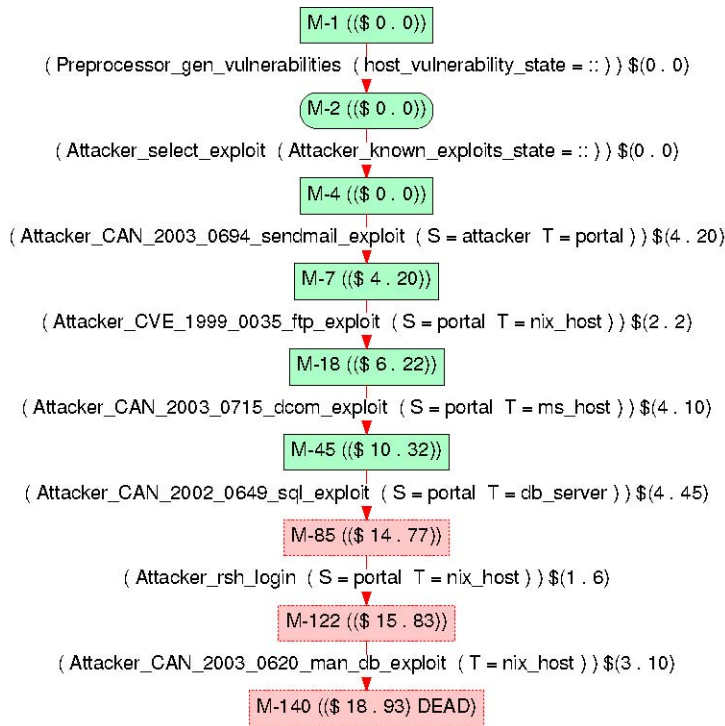 M-1 (($ 0 . 0))
( Preprocessor_gen_vulnerabilities ( host_vulnerability_state = :: ) ) $(0 . 0)
M-2 (($ 0 . 0))
( Attacker_select_exploit ( Attacker_known_exploits_state = :: ) ) $(0 . 0)
M-4 (($ 0 . 0))
( Attacker_CAN_2003_0694_sendmail_exploit ( S = attacker T = portal ) ) $(4 . 20)
M-7 (($ 4 . 20))
( Attacker_CVE_1999_0035_ftp_exploit ( S = portal T = nix_host ) ) $(2 . 2)
M-18 (($ 6 . 22))
( Attacker_CAN_2003_0715_dcom_exploit ( S = portal T = ms_host ) ) $(4 . 10)
M-45 (($ 10 . 32))
( Attacker_CAN_2002_0649_sql_exploit ( S = portal T = db_server ) ) $(4 . 45)
M-85 (($ 14 . 77))
( Attacker_rsh_login ( S = portal T = nix_host ) ) $(1 . 6)
M-122 (($ 15 . 83))
( Attacker_CAN_2003_0620_man_db_exploit ( T = nix_host ) ) $(3 . 10)
M-140 (($ 18 . 93) DEAD)